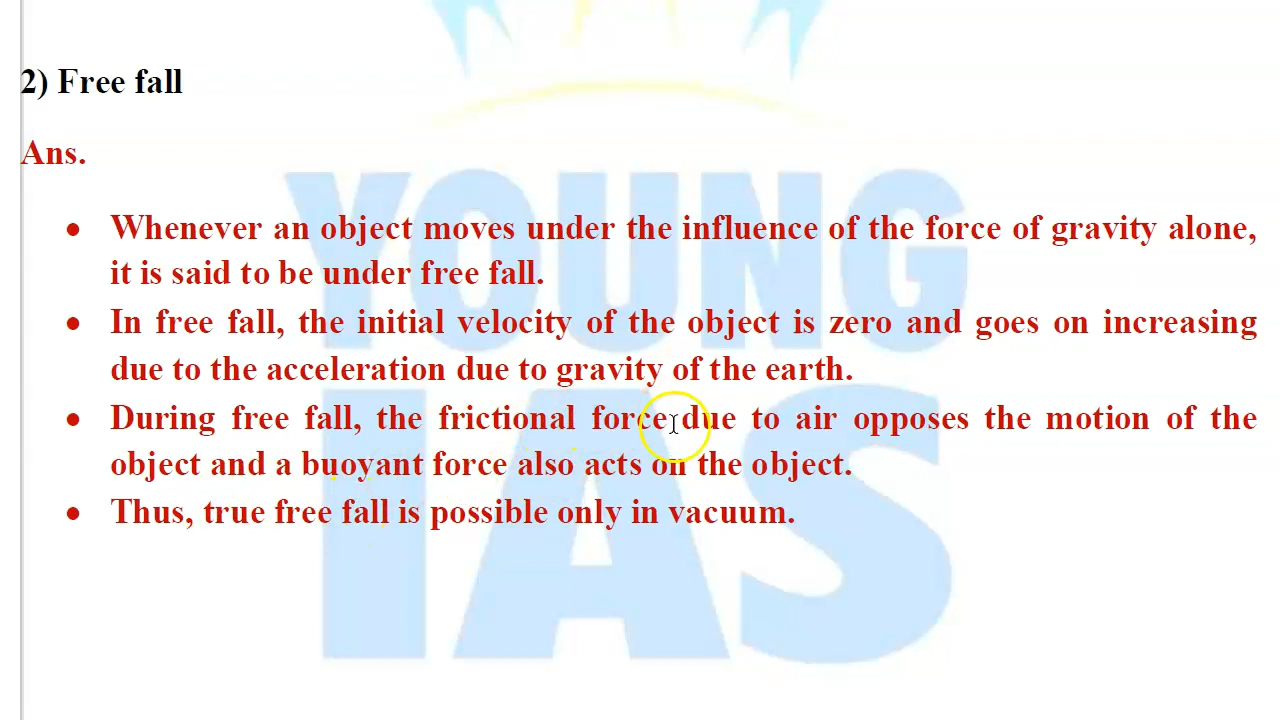 2) Free fall
Ans.
• Whenever an object moves under the influence of the force of gravity alone,
it is said to be under free fall.
• In free fall, the initial velocity of the object is zero and goes on increasing
due to the acceleration due to gravity of the earth.
• During free fall, the frictional force due to air opposes the motion of the
object and a buoyant force also acts on the object.
• Thus, true free fall is possible only in vacuum.
YOUNG
IAS